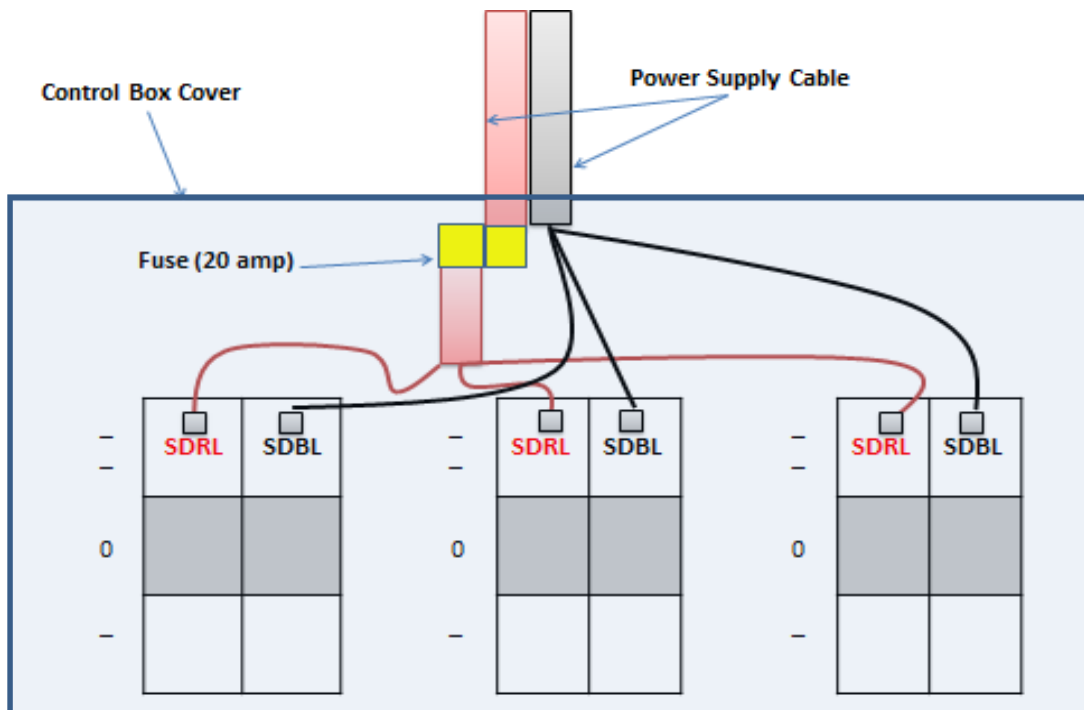 Power Supply Cable
Control Box Cover
Fuse (20 amp)
– SDRL SDBL – SDRL SDBL – SDRL SDBL
– – –
0 0 0
– – –